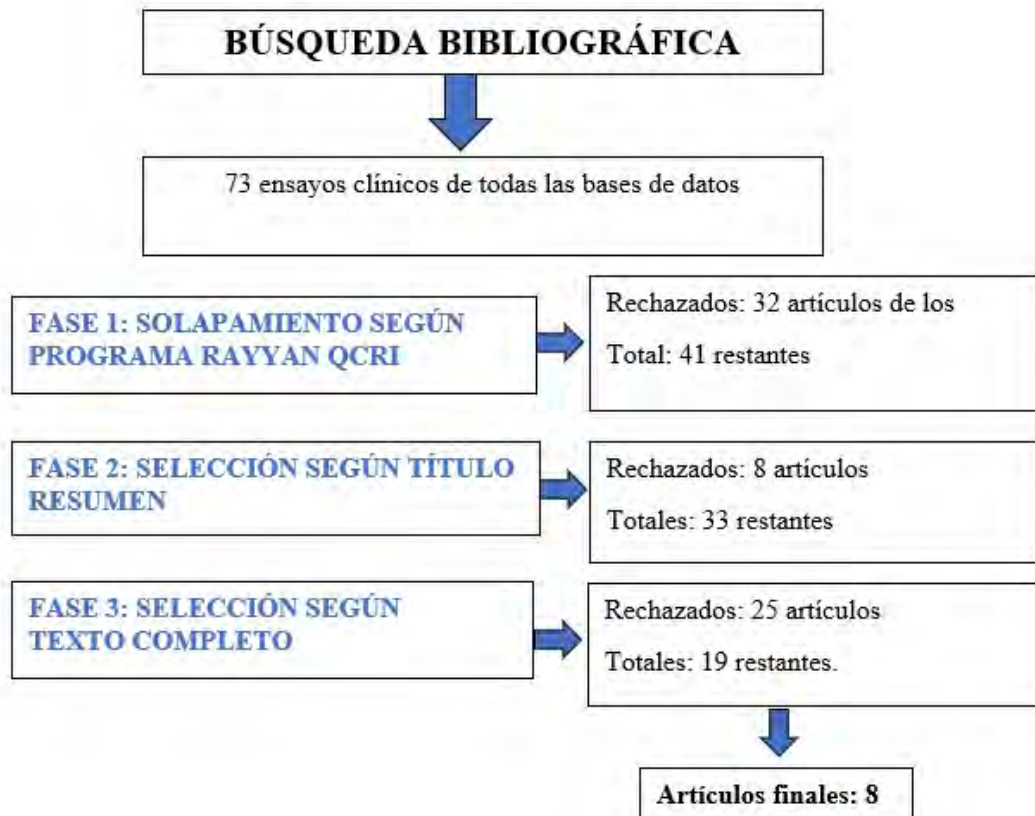 BÚSQUEDA BIBLIOGRÁFICA
73 ensayos clínicos de todas las bases de datos
FASE 1: SOLAPAMIENTO SEGÚN
PROGRAMA RAYYAN QCRI
Rechazados: 32 artículos de los
Total: 41 restantes
FASE 2: SELECCIÓN SEGÚN TÍTULO
RESUMEN
Rechazados: 8 artículos
Totales: 33 restantes
FASE 3: SELECCIÓN SEGÚN
TEXTO COMPLETO
Rechazados: 25 artículos
Totales: 19 restantes.
Artículos finales: 8